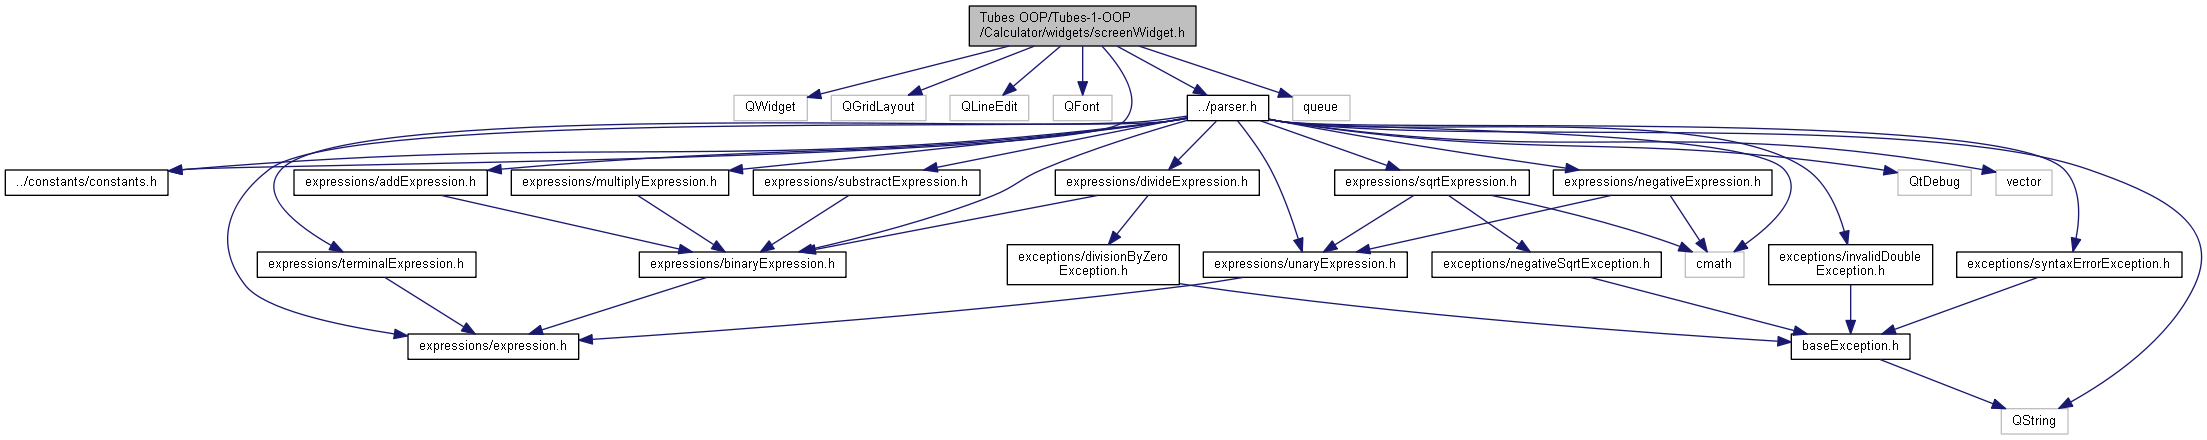 Tubes OOP/Tubes-1-OOP
/Calculator/widgets/screenWidget.h
QWidget
QGridLayout
QLineEdit
QFont
../parser.h
queue
../constants/constants.h
expressions/addExpression.h
expressions/multiplyExpression.h
expressions/substractExpression.h
expressions/divideExpression.h
expressions/sqrtExpression.h
expressions/negativeExpression.h
QtDebug
vector
expressions/terminalExpression.h
expressions/binaryExpression.h
exceptions/divisionByZero
Exception.h
expressions/unaryExpression.h
exceptions/negativeSqrtException.h
cmath
exceptions/invalidDouble
Exception.h
exceptions/syntaxErrorException.h
expressions/expression.h
baseException.h
QString